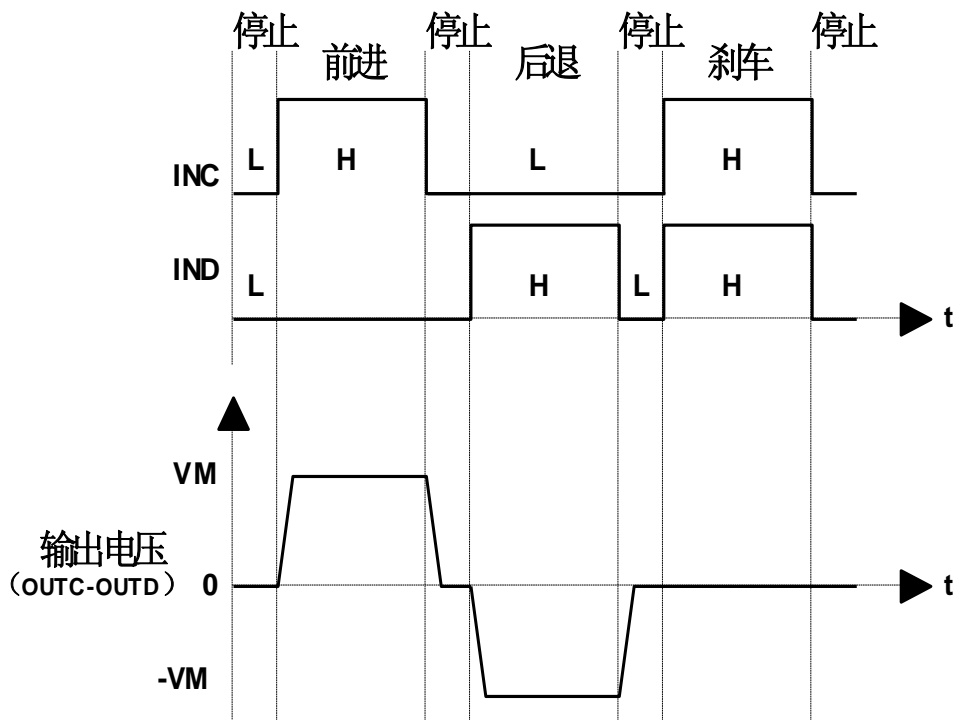 停止 停止 停止 停止
前进 后退 刹车
INC L H L H
IND L H L H
t
VM
输出电压
（OUTC-OUTD） 0 t
-VM